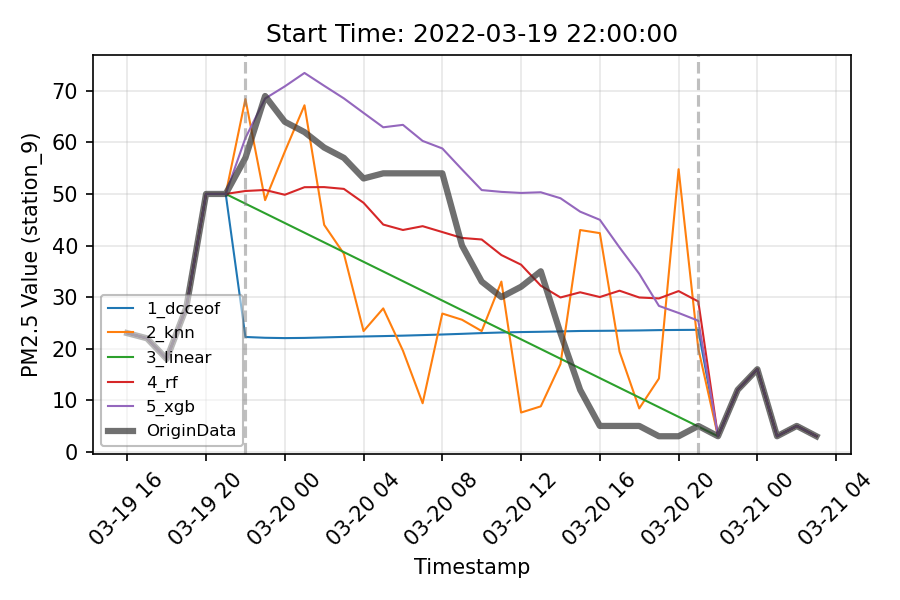 Start Time: 2022-03-19 22:00:00
PM2.5 Value (station_9)
70
60
50
40
30
20
10
0
1_dcceof
2_knn
3_linear
4_rf
5_xgb
OriginData
03-19 16
03-19 20
03-20 00
03-20 04
03-20 08
03-20 12
03-20 16
03-20 20
03-21 00
03-21 04
Timestamp